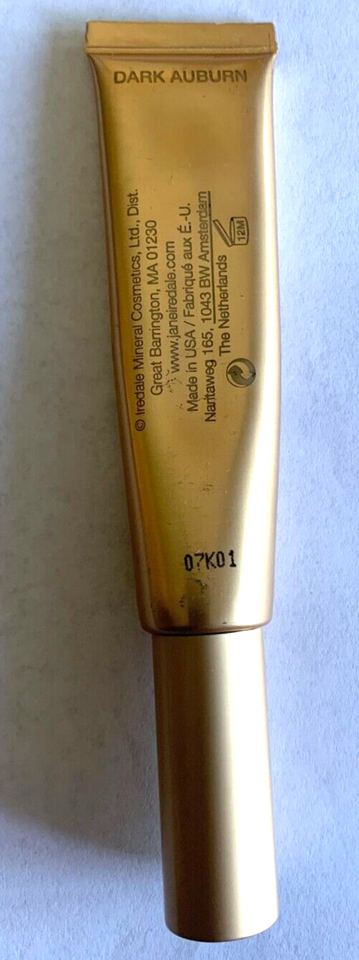 DARK AUBURN
© Iredale Mineral Cosmetics, Ltd., Dist.
Great Barrington, MA 01230
www.janeiredale.com
Made in USA / Fabriqué aux É.-U.
Naritaweg 165, 1043 BW Amsterdam
The Netherlands
12M
07K01